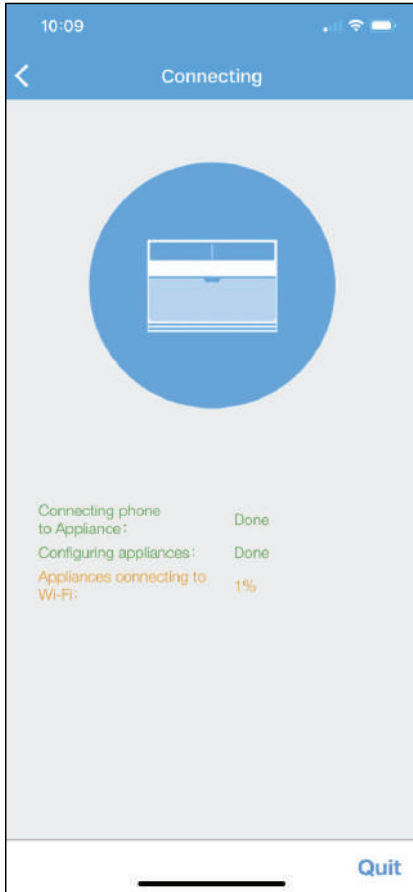 10:09
Connecting
Connecting phone
to Appliance:
Done
Configuring appliances:
Done
Appliances connecting to
Wi-Fi:
1%
Quit